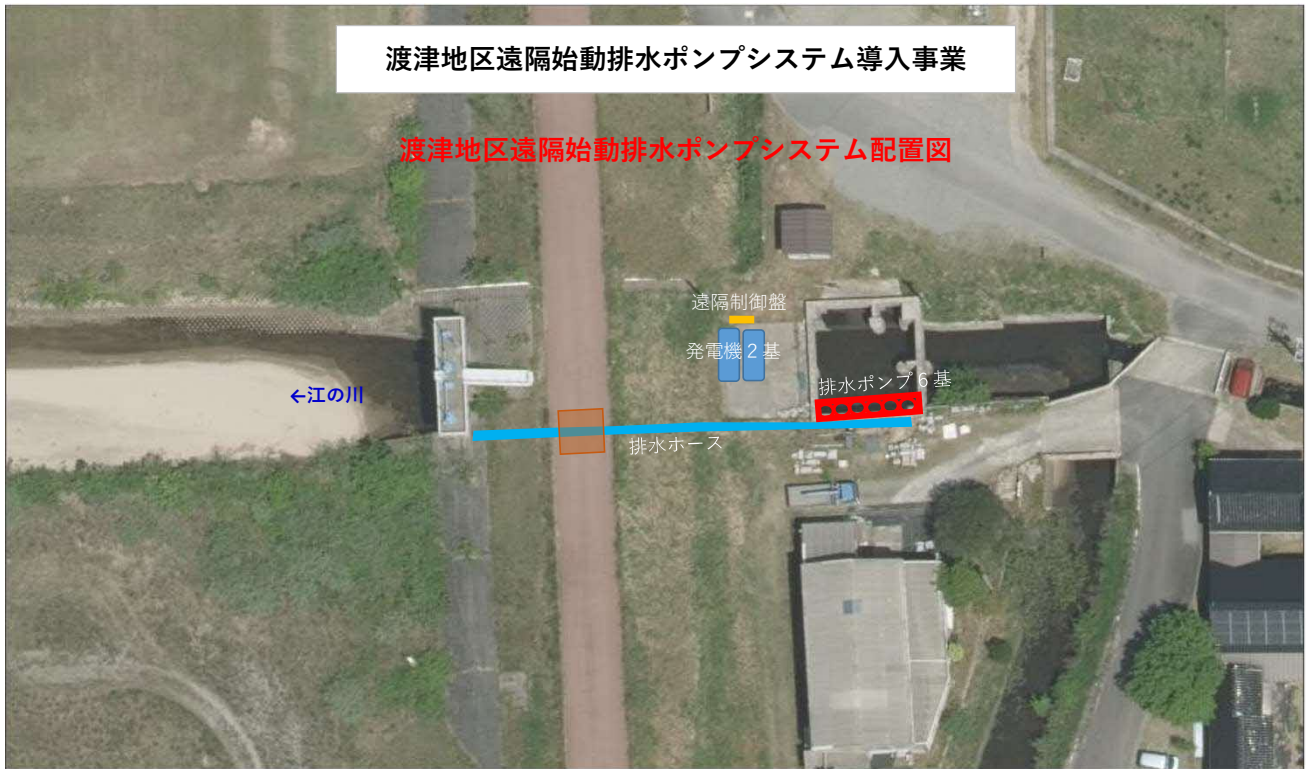 渡津地区遠隔始動排水ポンプシステム導入事業
渡津地区遠隔始動排水ポンプシステム配置図
遠隔制御盤
発電機２基
排水ポンプ６基
←江の川
排水ホース